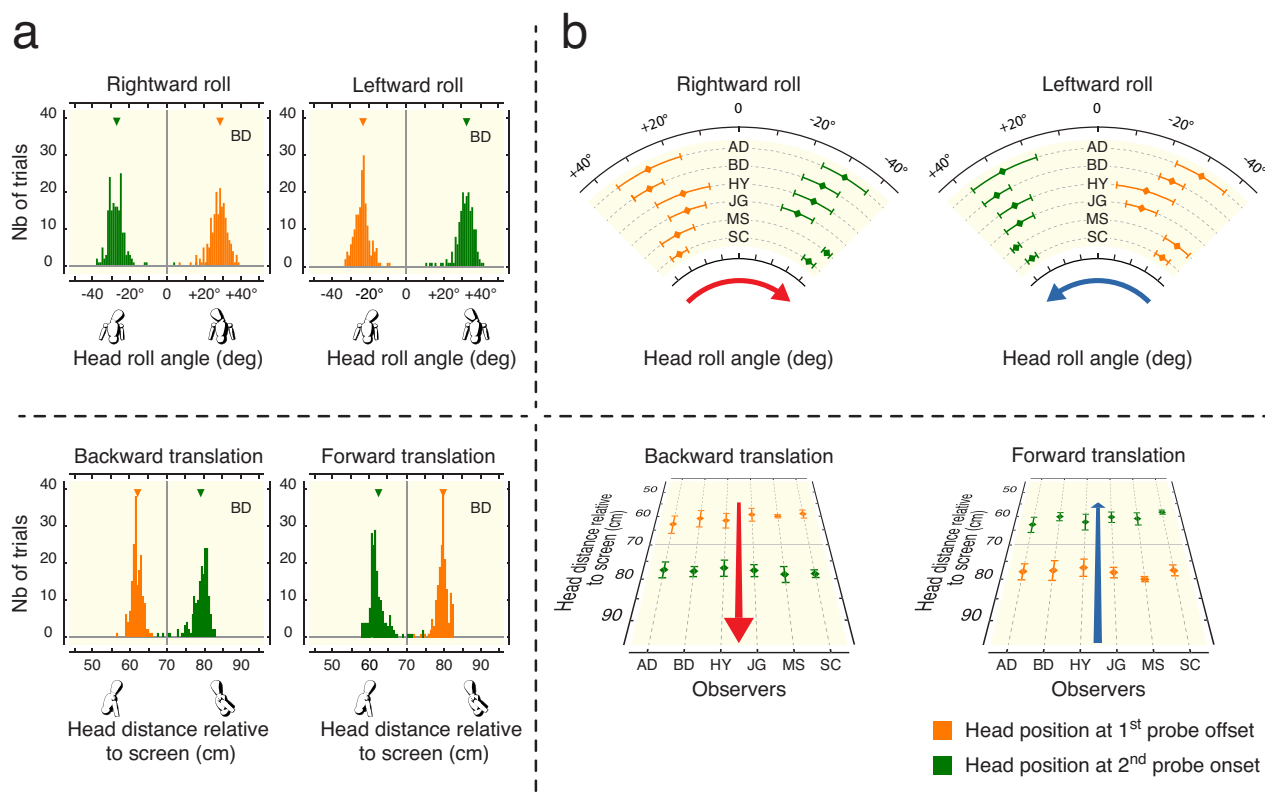 a
Rightward roll
Leftward roll
Nb of trials
40
30
20
10
0
BD
40
30
20
10
0
BD
-40 -20° 0 +20° +40°
-40 -20° 0 +20° +40°
Head roll angle (deg)
Head roll angle (deg)
Backward translation
Forward translation
Nb of trials
40
30
20
10
0
BD
40
30
20
10
0
BD
50 60 70 80 90
50 60 70 80 90
Head distance relative
to screen (cm)
Head distance relative
to screen (cm)
b
Rightward roll
+40° +20° 0 -20° -40°
AD
BD
HY
JG
MS
SC
Head roll angle (deg)
Leftward roll
+40° +20° 0 -20° -40°
AD
BD
HY
JG
MS
SC
Head roll angle (deg)
Backward translation
Head distance relative
to screen (cm)
50
60
70
80
90
AD BD HY JG MS SC
Observers
Forward translation
Head distance relative
to screen (cm)
50
60
70
80
90
AD BD HY JG MS SC
Observers
Head position at 1st probe offset
Head position at 2nd probe onset